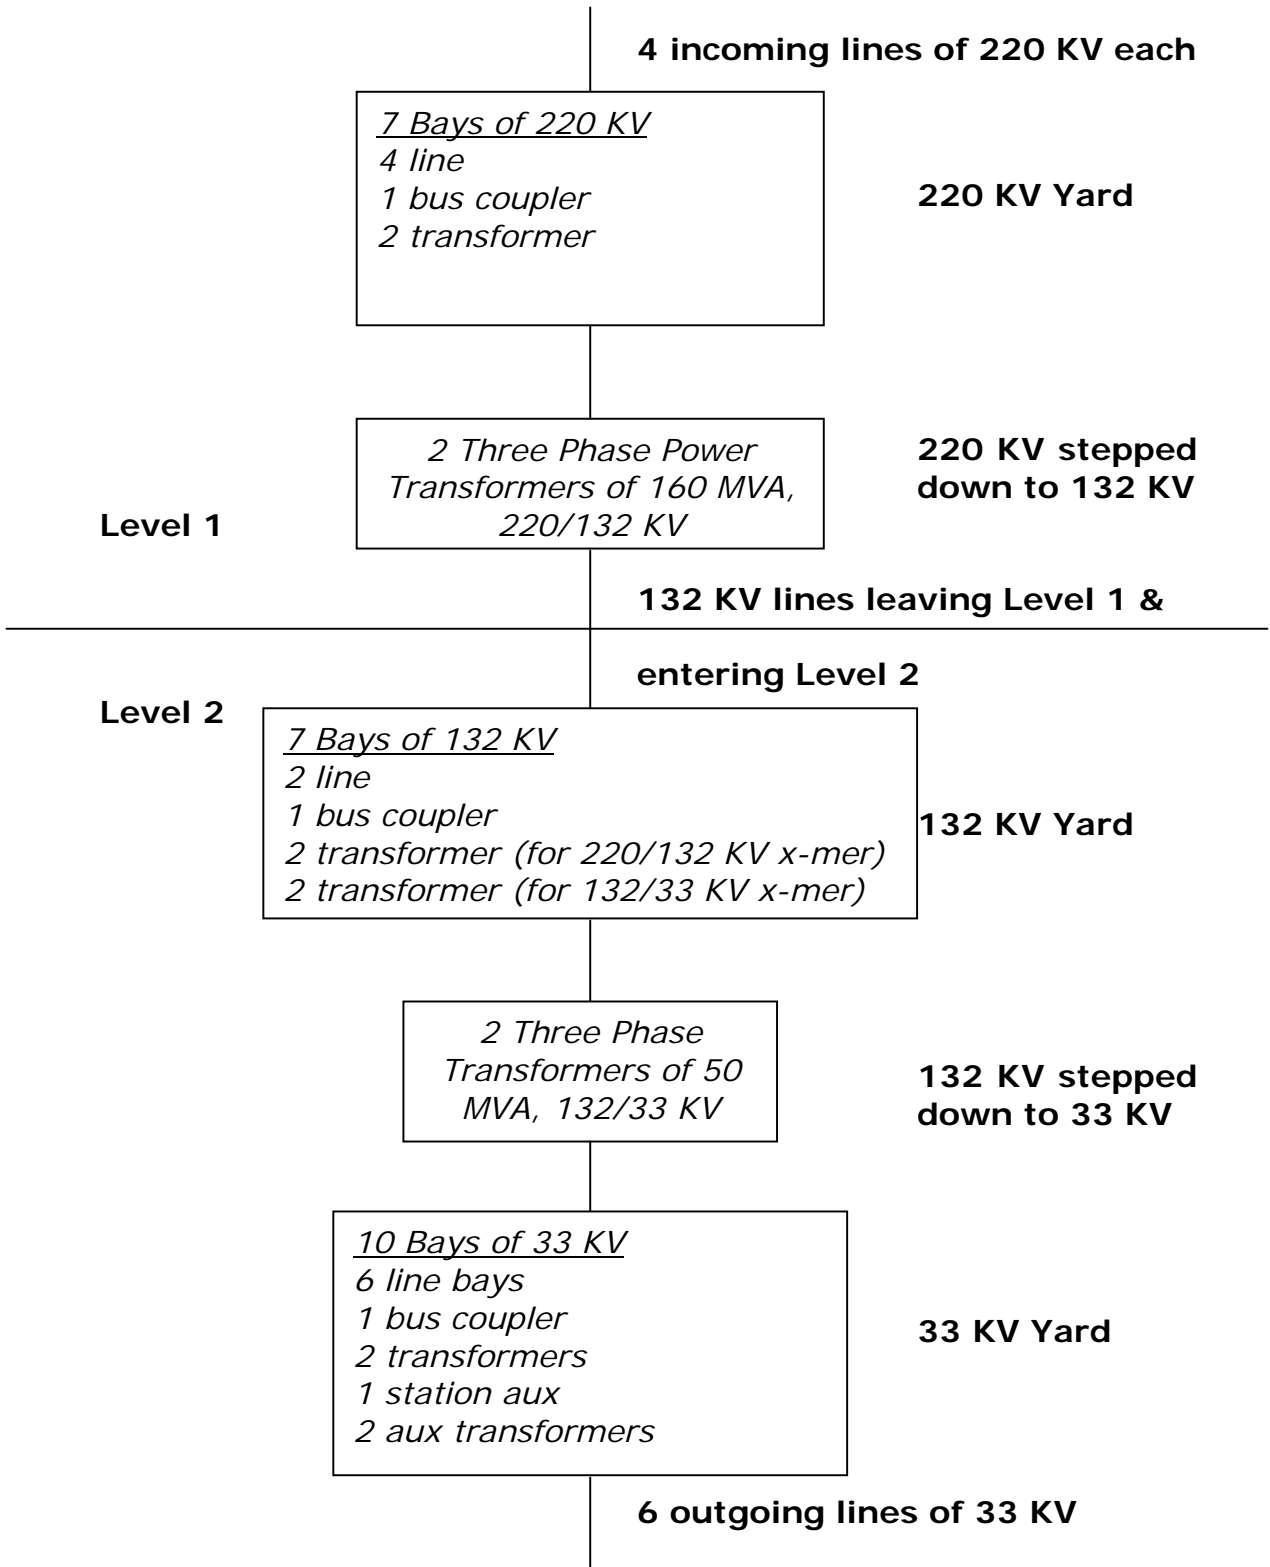 4 incoming lines of 220 KV each
7 Bays of 220 KV
4 line
1 bus coupler
2 transformer
220 KV Yard
2 Three Phase Power
Transformers of 160 MVA,
220/132 KV
220 KV stepped
down to 132 KV
Level 1
132 KV lines leaving Level 1 &
entering Level 2
Level 2
7 Bays of 132 KV
2 line
1 bus coupler
2 transformer (for 220/132 KV x-mer)
2 transformer (for 132/33 KV x-mer)
132 KV Yard
2 Three Phase
Transformers of 50
MVA, 132/33 KV
132 KV stepped
down to 33 KV
10 Bays of 33 KV
6 line bays
1 bus coupler
2 transformers
1 station aux
2 aux transformers
33 KV Yard
6 outgoing lines of 33 KV